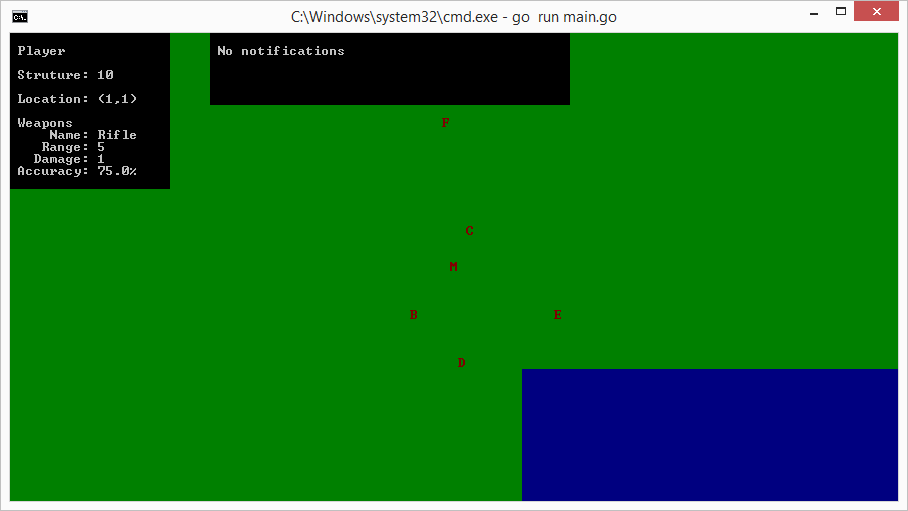 C:\Windows\system32\cmd.exe - go  run main.go
Player
No notifications
Struture: 10
Location: (1,1)
Weapons
Name: Rifle
Range: 5
Damage: 1
Accuracy: 75.0%
F
C
M
B E
D